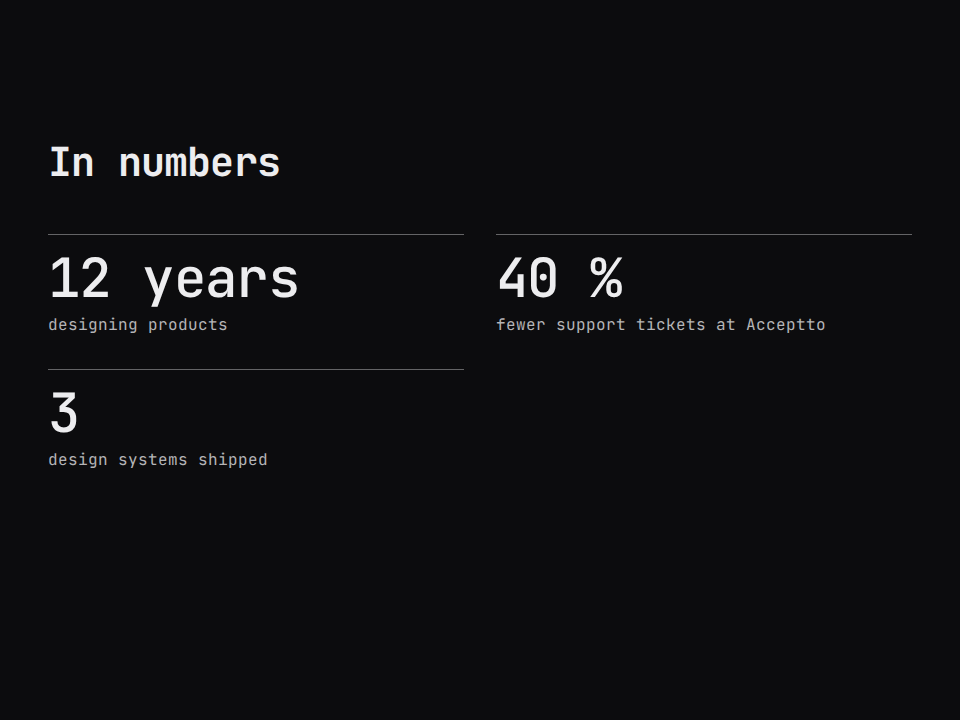 In numbers
12 years
designing products
40 %
fewer support tickets at Acceptto
3
design systems shipped